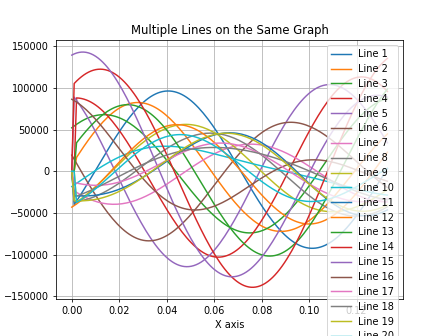 Multiple Lines on the Same Graph
150000
100000
50000
0
−50000
−100000
−150000
0.00
0.02
0.04
0.06
0.08
0.10
X axis
Line 1
Line 2
Line 3
Line 4
Line 5
Line 6
Line 7
Line 8
Line 9
Line 10
Line 11
Line 12
Line 13
Line 14
Line 15
Line 16
Line 17
Line 18
Line 19
Line 20